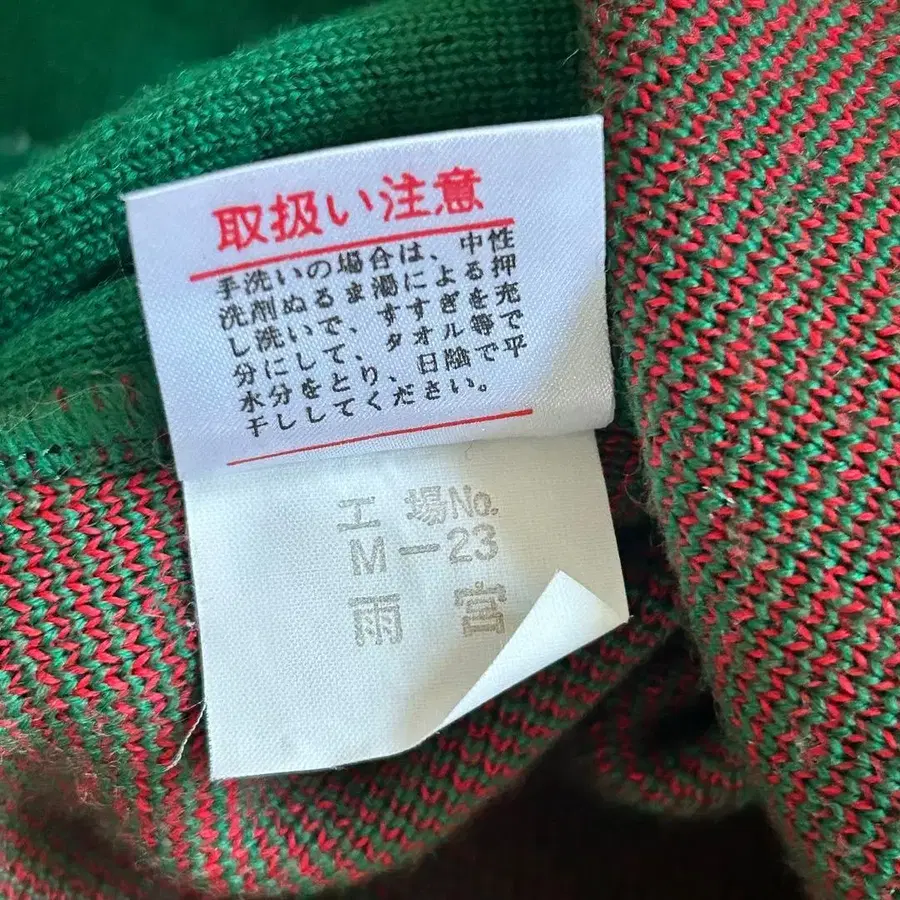 取扱い注意
手洗いの場合は、中性
洗剤ぬるま湯による押
し洗いで、すすぎを充
分にして、タオル等で
水分をとり、日陰で平
干ししてください。
工場No.
M－23
雨宮